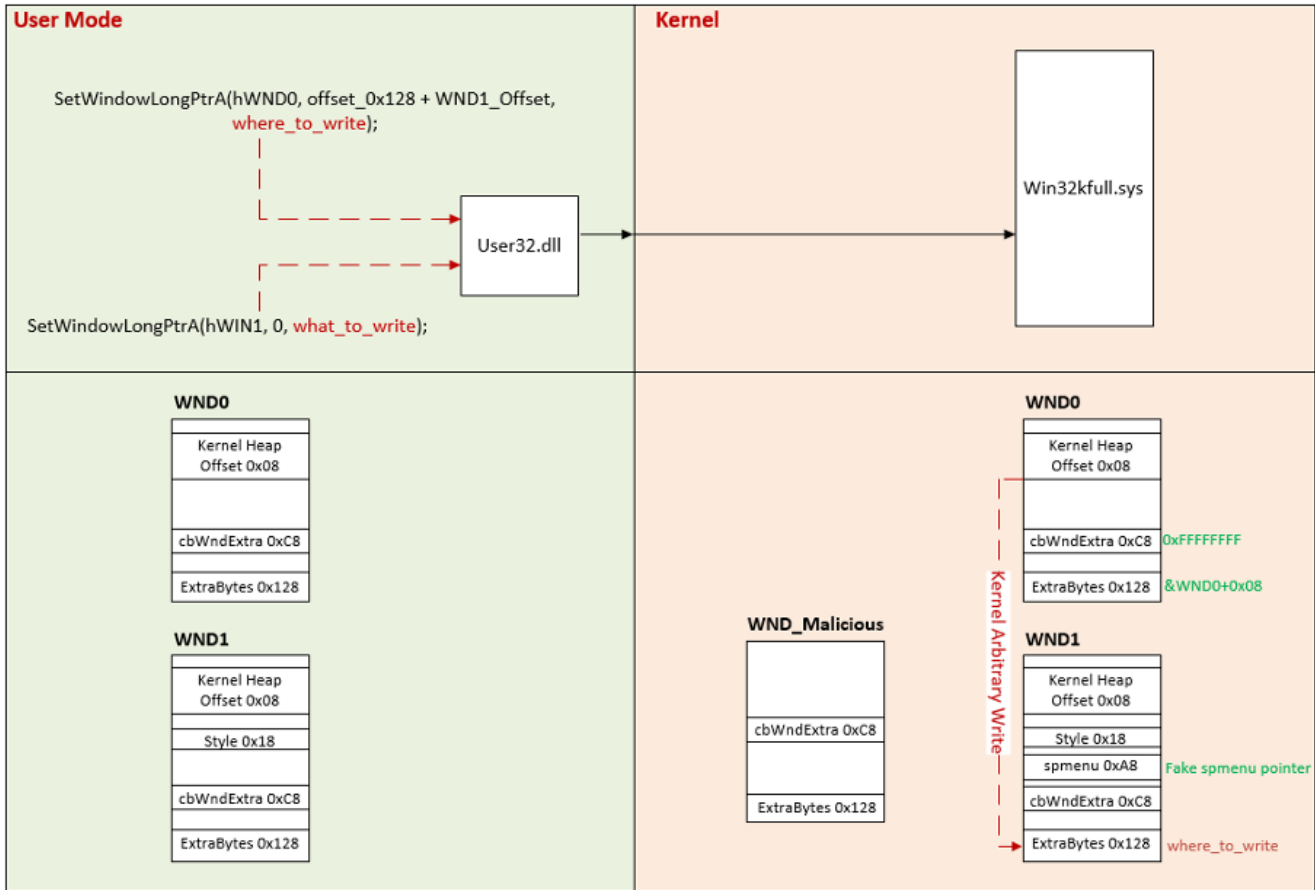 User Mode
Kernel
SetWindowLongPtrA(hWND0, offset_0x128 + WND1_Offset,
where_to_write);
User32.dll
Win32kfull.sys
SetWindowLongPtrA(hWIN1, 0, what_to_write);
WND0
Kernel Heap
Offset 0x08
cbWndExtra 0xC8
ExtraBytes 0x128
WND1
Kernel Heap
Offset 0x08
Style 0x18
cbWndExtra 0xC8
ExtraBytes 0x128
WND_Malicious
cbWndExtra 0xC8
ExtraBytes 0x128
Kernel Arbitrary Write
WND0
Kernel Heap
Offset 0x08
cbWndExtra 0xC8 0xFFFFFFFF
ExtraBytes 0x128 &WND0+0x08
WND1
Kernel Heap
Offset 0x08
Style 0x18
spmenu 0xA8 Fake spmenu pointer
cbWndExtra 0xC8
ExtraBytes 0x128 where_to_write